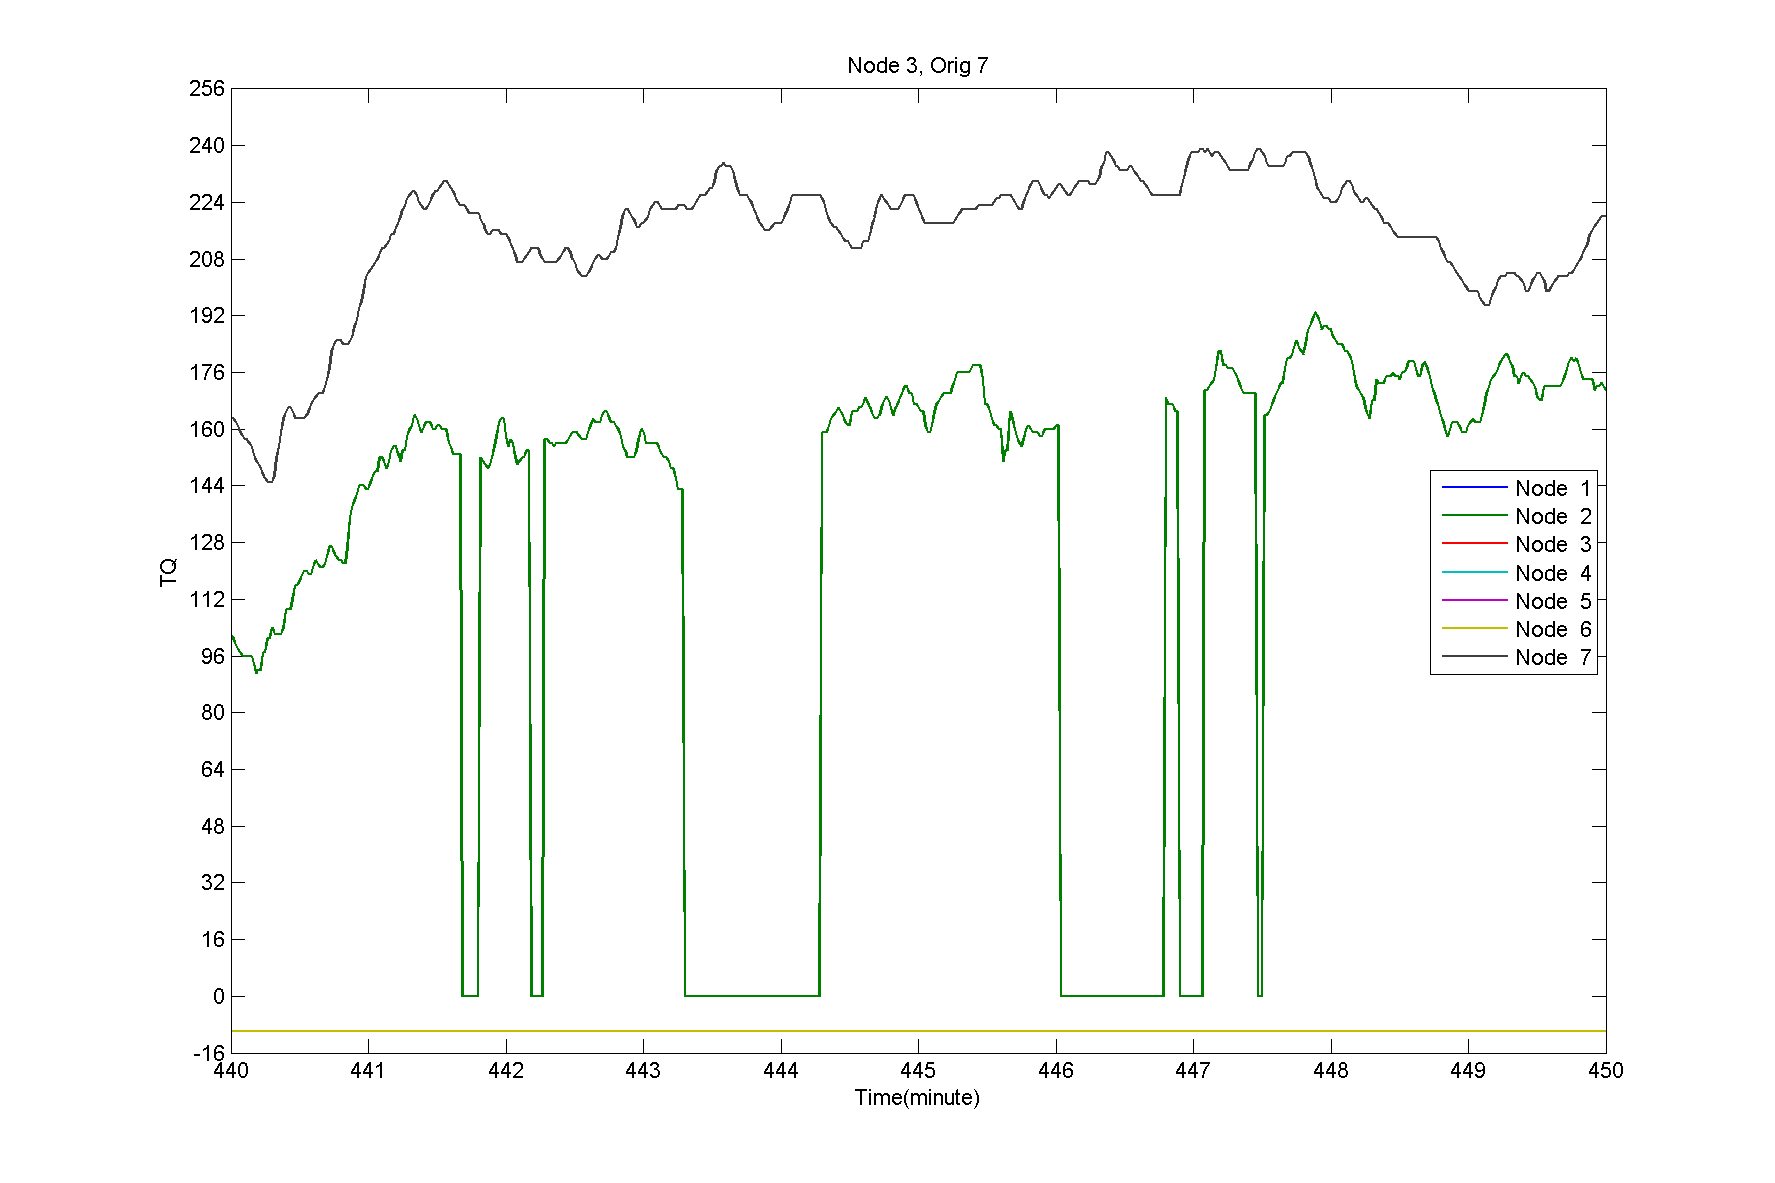 Node 3, Orig 7
256
240
224
208
192
176
160
144
128
112
96
80
64
48
32
16
0
-16
TQ
440 441 442 443 444 445 446 447 448 449 450
Time(minute)
Node 1
Node 2
Node 3
Node 4
Node 5
Node 6
Node 7